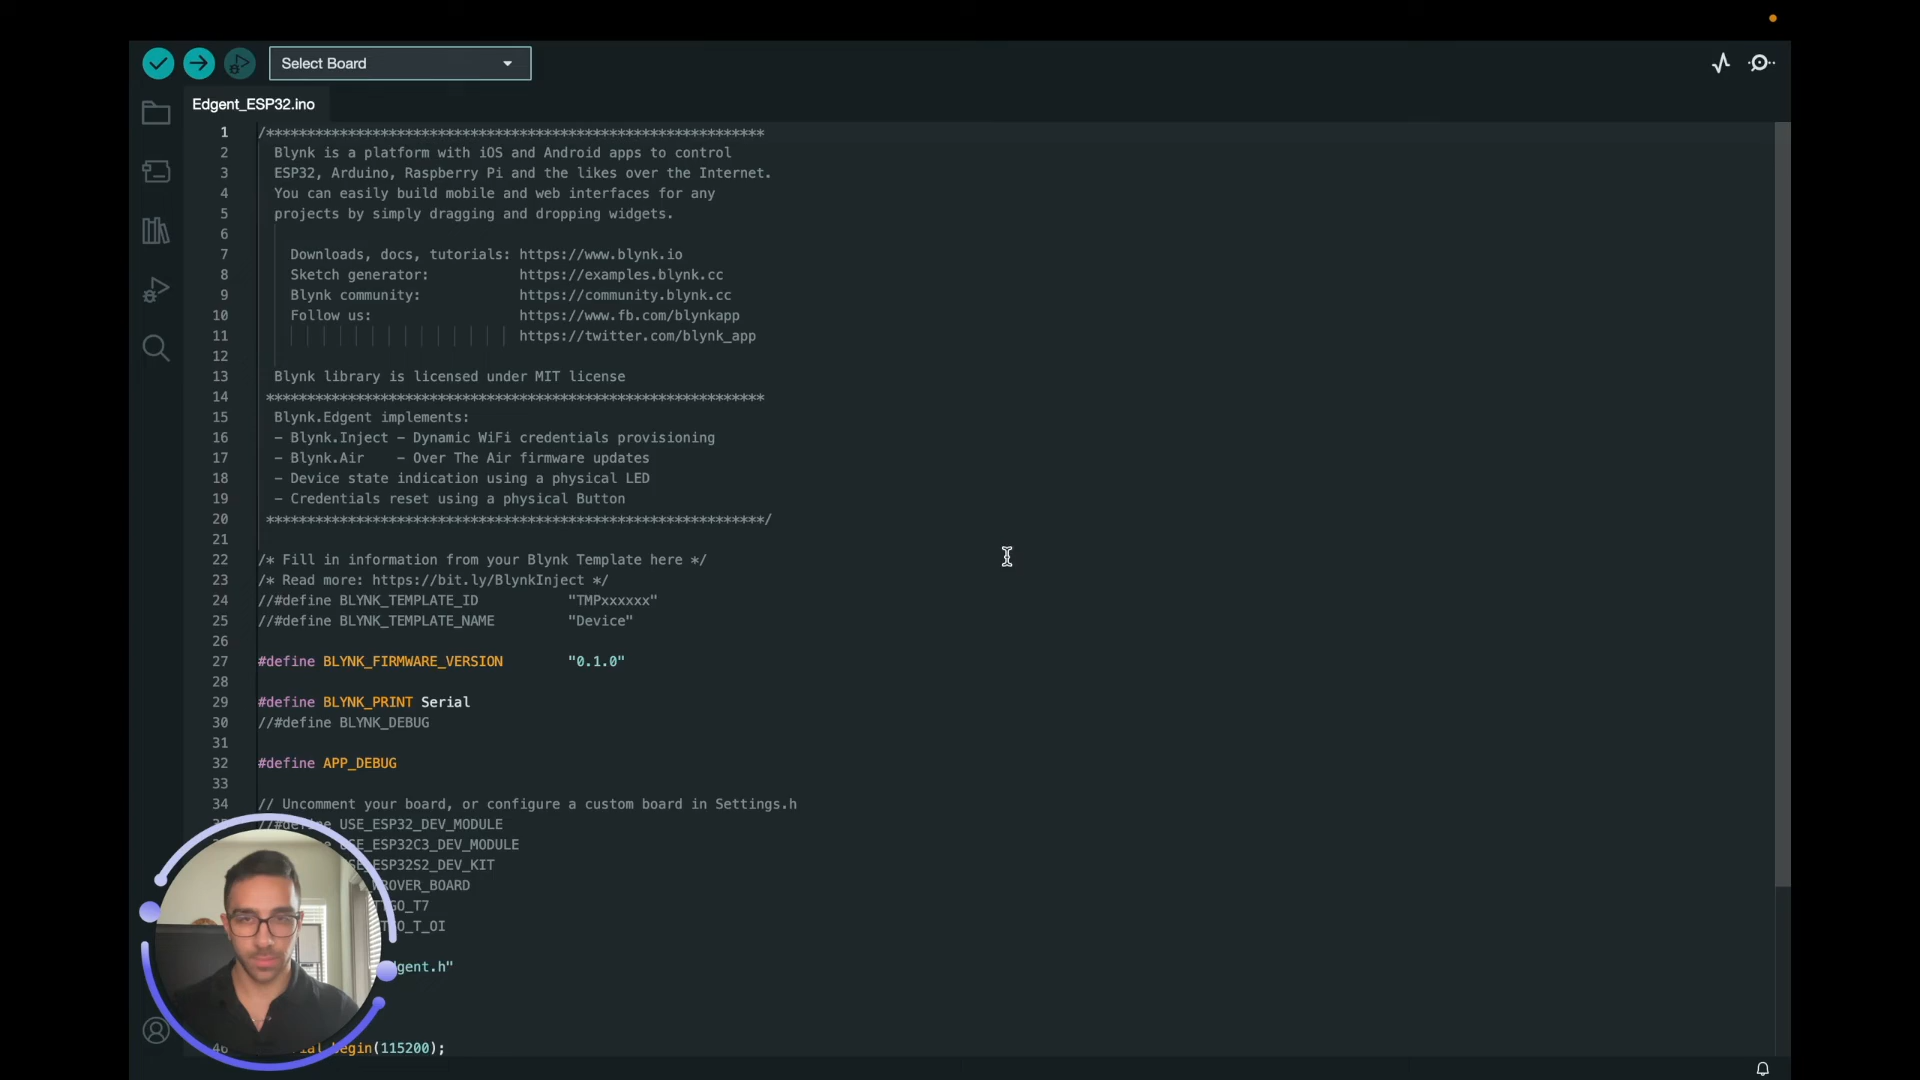 Select Board
Edgent_ESP32.ino
1 /*************************************************************
2 Blynk is a platform with iOS and Android apps to control
3 ESP32, Arduino, Raspberry Pi and the likes over the Internet.
4 You can easily build mobile and web interfaces for any
5 projects by simply dragging and dropping widgets.
6
7 Downloads, docs, tutorials: https://www.blynk.io
8 Sketch generator: https://examples.blynk.cc
9 Blynk community: https://community.blynk.cc
10 Follow us: https://www.fb.com/blynkapp
11 https://twitter.com/blynk_app
12
13 Blynk library is licensed under MIT license
14 *************************************************************
15 Blynk.Edgent implements:
16 - Blynk.Inject - Dynamic WiFi credentials provisioning
17 - Blynk.Air - Over The Air firmware updates
18 - Device state indication using a physical LED
19 - Credentials reset using a physical Button
20 *************************************************************/
21
22 /* Fill in information from your Blynk Template here */
23 /* Read more: https://bit.ly/BlynkInject */
24 //#define BLYNK_TEMPLATE_ID "TMPxxxxxx"
25 //#define BLYNK_TEMPLATE_NAME "Device"
26
27 #define BLYNK_FIRMWARE_VERSION "0.1.0"
28
29 #define BLYNK_PRINT Serial
30 //#define BLYNK_DEBUG
31
32 #define APP_DEBUG
33
34 // Uncomment your board, or configure a custom board in Settings.h
//#define USE_ESP32_DEV_MODULE
USE_ESP32C3_DEV_MODULE
SE_ESP32S2_DEV_KIT
WROVER_BOARD
TTGO_T7
TGO_T_OI
dgent.h"
46 begin(115200);